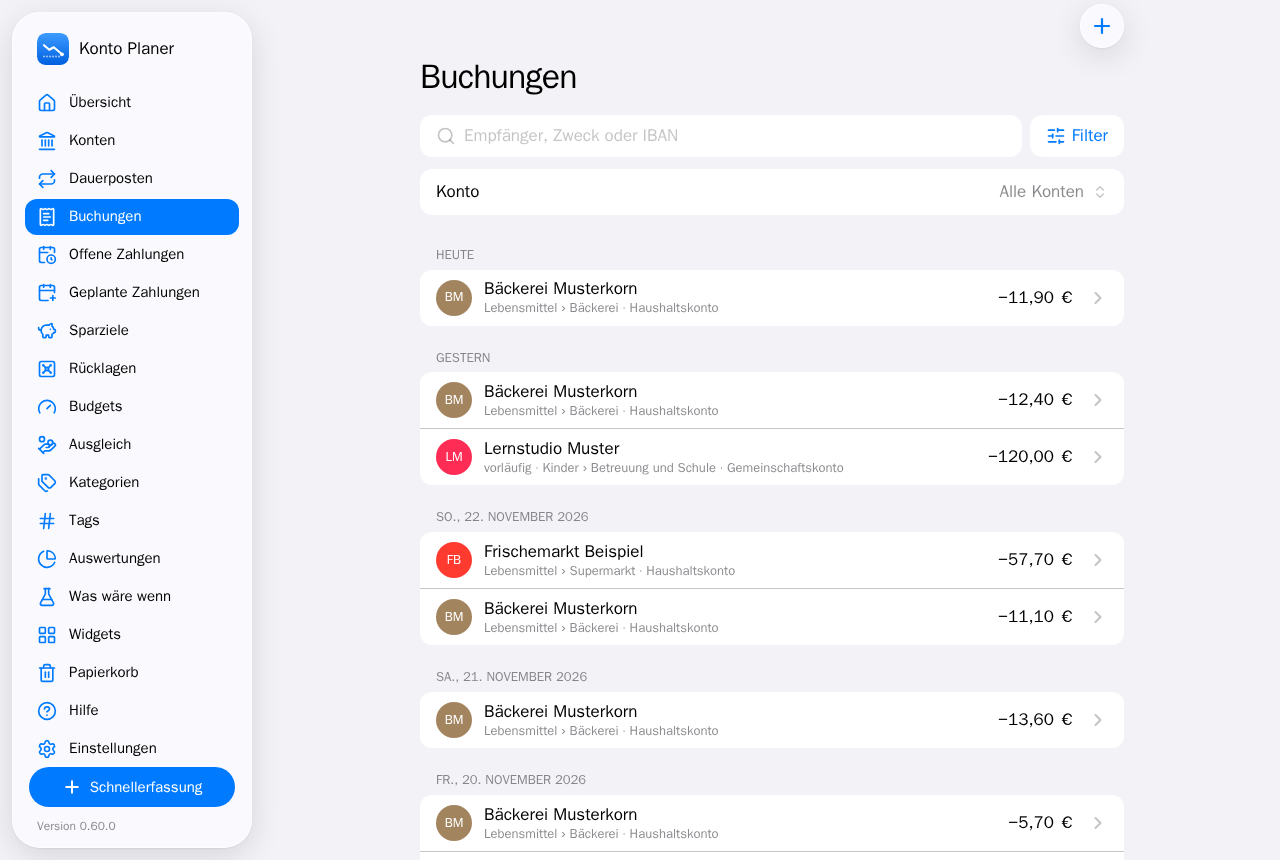 Konto Planer
Übersicht
Konten
Dauerposten
Buchungen
Offene Zahlungen
Geplante Zahlungen
Sparziele
Rücklagen
Budgets
Ausgleich
Kategorien
Tags
Auswertungen
Was wäre wenn
Widgets
Papierkorb
Hilfe
Einstellungen
Schnellerfassung
Version 0.60.0
Buchungen
Empfänger, Zweck oder IBAN
Filter
Konto Alle Konten
HEUTE
BM Bäckerei Musterkorn −11,90 €
Lebensmittel › Bäckerei · Haushaltskonto
GESTERN
BM Bäckerei Musterkorn −12,40 €
Lebensmittel › Bäckerei · Haushaltskonto
LM Lernstudio Muster −120,00 €
vorläufig · Kinder › Betreuung und Schule · Gemeinschaftskonto
SO., 22. NOVEMBER 2026
FB Frischemarkt Beispiel −57,70 €
Lebensmittel › Supermarkt · Haushaltskonto
BM Bäckerei Musterkorn −11,10 €
Lebensmittel › Bäckerei · Haushaltskonto
SA., 21. NOVEMBER 2026
BM Bäckerei Musterkorn −13,60 €
Lebensmittel › Bäckerei · Haushaltskonto
FR., 20. NOVEMBER 2026
BM Bäckerei Musterkorn −5,70 €
Lebensmittel › Bäckerei · Haushaltskonto